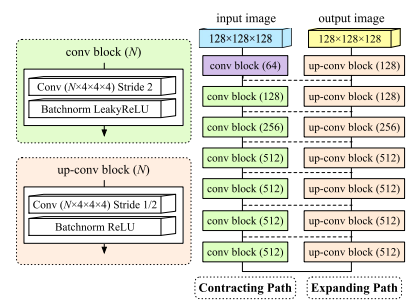 input image
output image
128×128×128
128×128×128
conv block (N)
Conv (N×4×4×4) Stride 2
Batchnorm LeakyReLU
up-conv block (N)
Conv (N×4×4×4) Stride 1/2
Batchnorm ReLU
conv block (64)
up-conv block (128)
conv block (128)
up-conv block (128)
conv block (256)
up-conv block (256)
conv block (512)
up-conv block (512)
conv block (512)
up-conv block (512)
conv block (512)
up-conv block (512)
conv block (512)
up-conv block (512)
Contracting Path
Expanding Path